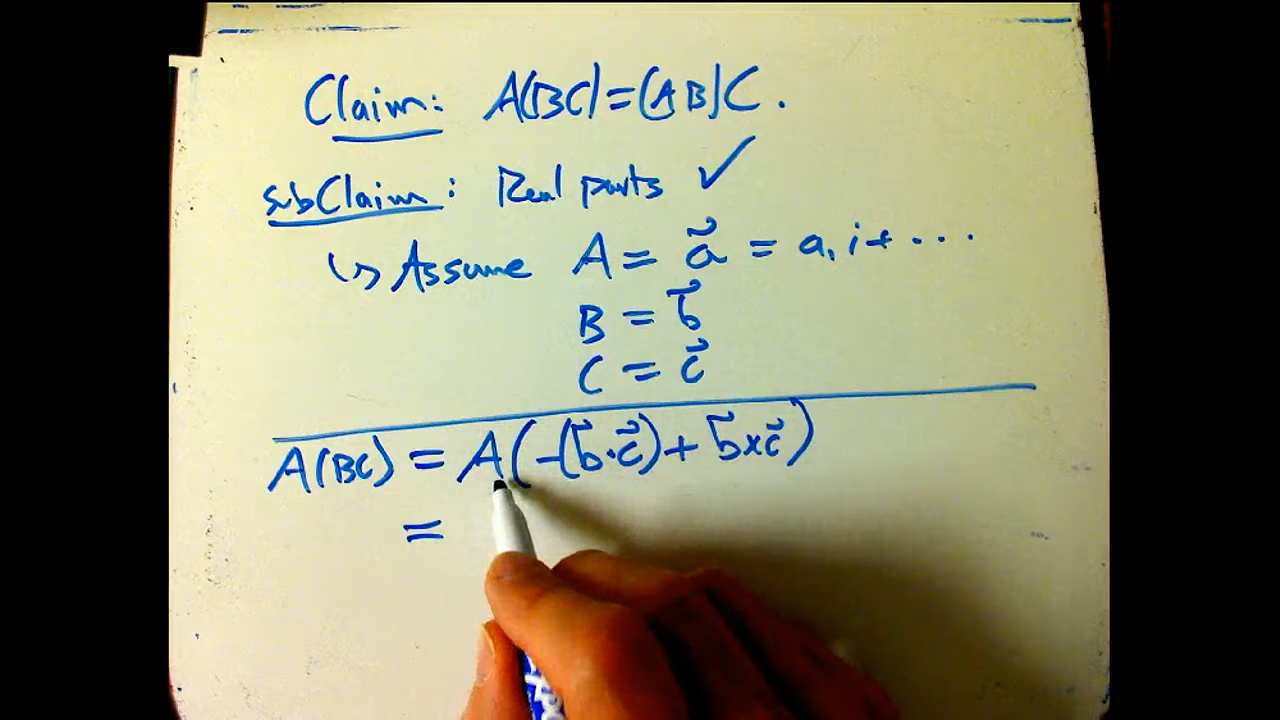 Claim: A(BC)=(AB)C.
subClaim: Real parts ✓
↳ Assume A = a⃗ = a₁i+ ...
B = b⃗
C = c⃗
A(BC) = A(-(b⃗·c⃗)+ b⃗×c⃗)
=